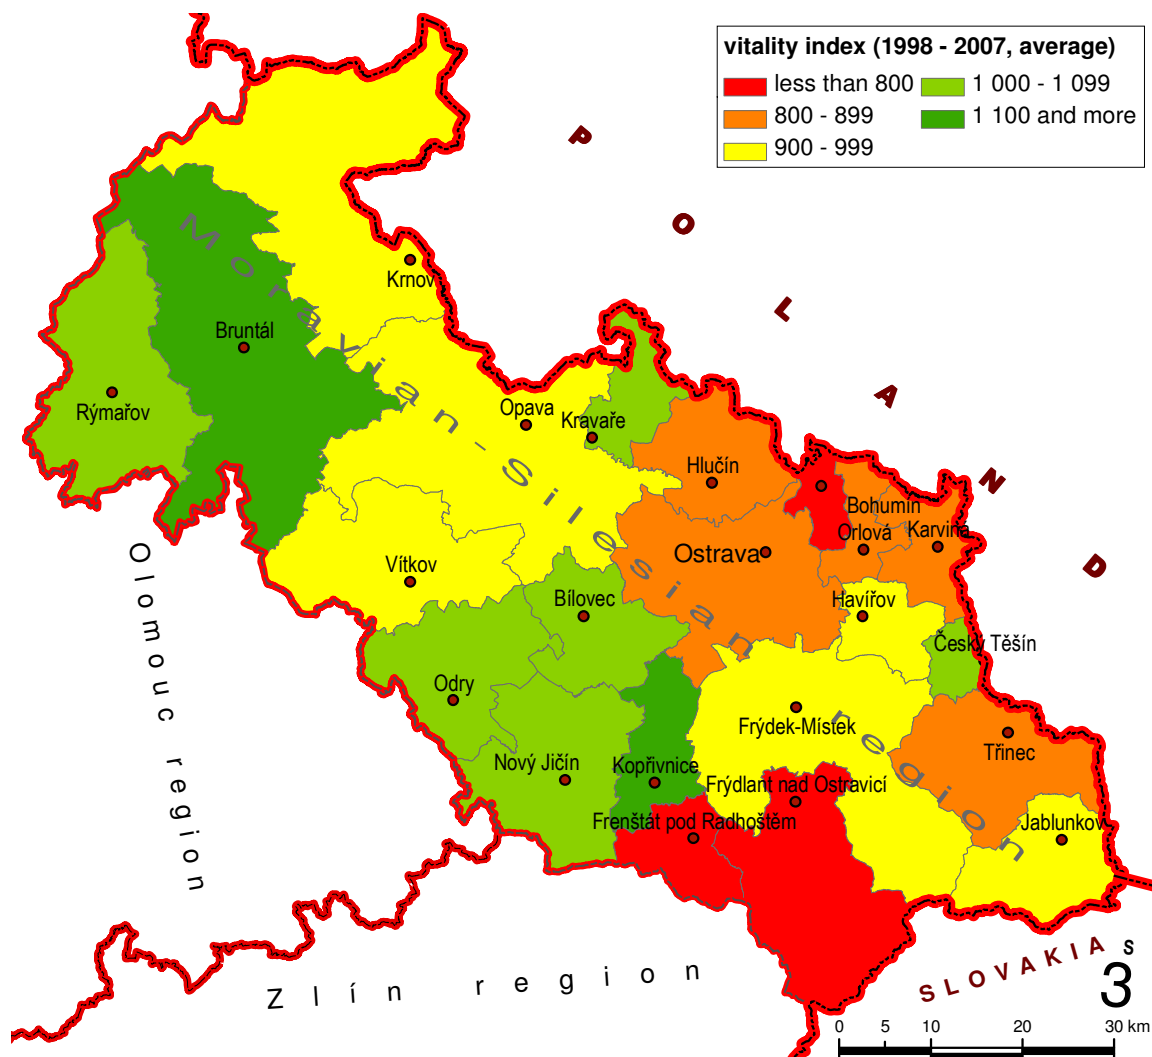 vitality index (1998 - 2007, average)
less than 800
800 - 899
900 - 999
1 000 - 1 099
1 100 and more
POLAND
Moravian-Silesian region
Krnov
Bruntál
Rýmařov
Opava
Kravaře
Hlučín
Bohumín
Orlová
Karviná
Ostrava
Vítkov
Bílovec
Havířov
Český Těšín
Odry
Frýdek-Místek
Třinec
Nový Jičín
Kopřivnice
Frýdlant nad Ostravicí
Frenštát pod Radhoštěm
Jablunkov
Olomouc region
Zlín region
SLOVAKIA
S
3
0 5 10 20 30 km